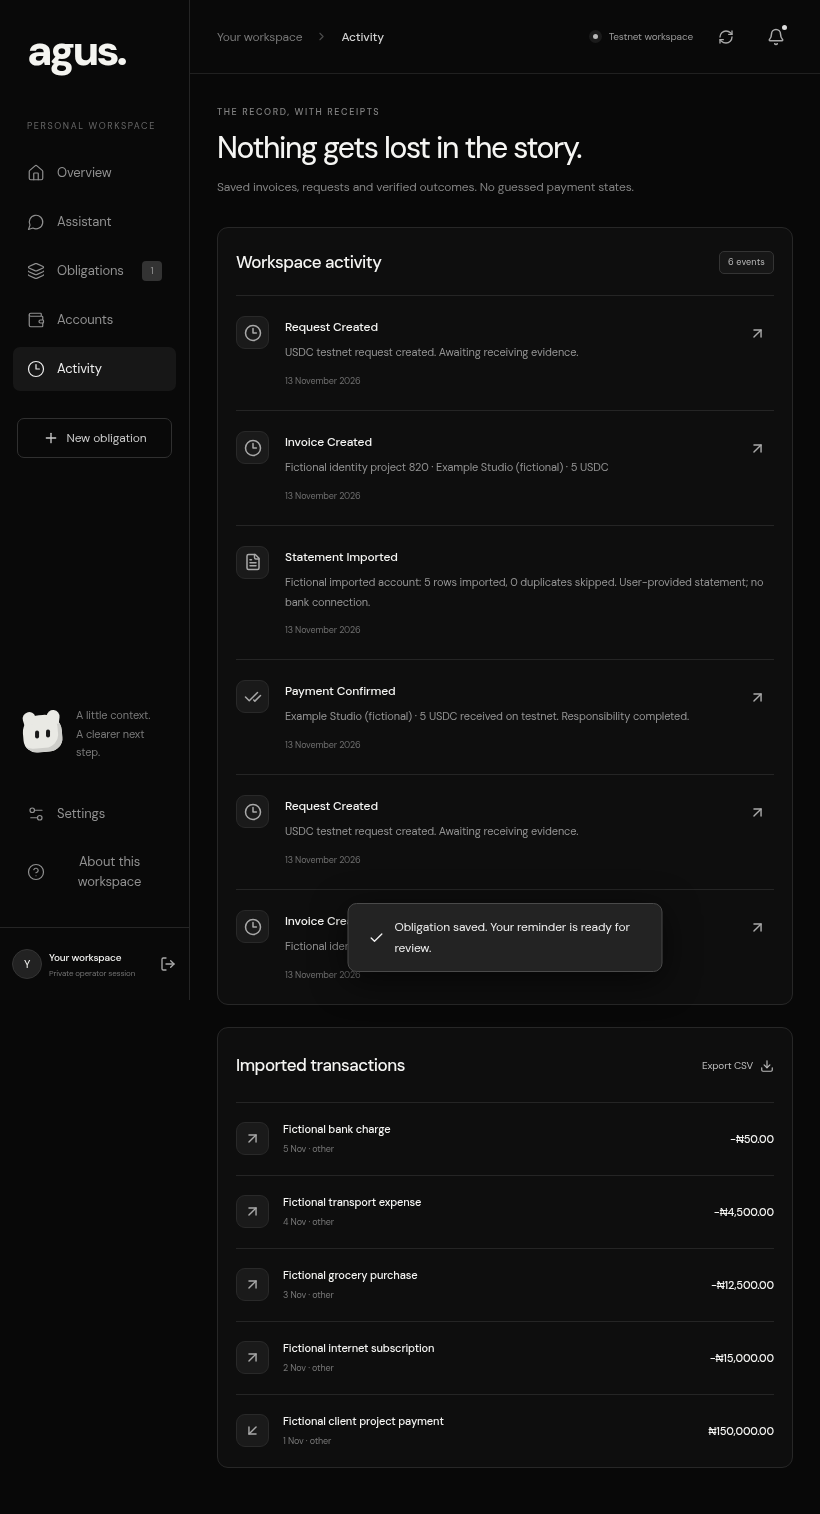 agus.
PERSONAL WORKSPACE
Overview
Assistant
Obligations 1
Accounts
Activity
New obligation
A little context.
A clearer next
step.
Settings
About this
workspace
Y
Your workspace
Private operator session
Your workspace
Activity
Testnet workspace
THE RECORD, WITH RECEIPTS
Nothing gets lost in the story.
Saved invoices, requests and verified outcomes. No guessed payment states.
Workspace activity
6 events
Request Created
USDC testnet request created. Awaiting receiving evidence.
13 November 2026
Invoice Created
Fictional identity project 820 · Example Studio (fictional) · 5 USDC
13 November 2026
Statement Imported
Fictional imported account: 5 rows imported, 0 duplicates skipped. User-provided statement; no
bank connection.
13 November 2026
Payment Confirmed
Example Studio (fictional) · 5 USDC received on testnet. Responsibility completed.
13 November 2026
Request Created
USDC testnet request created. Awaiting receiving evidence.
13 November 2026
Invoice Cre
Fictional iden
13 November 2026
Obligation saved. Your reminder is ready for
review.
Imported transactions
Export CSV
Fictional bank charge
5 Nov · other
-₦50.00
Fictional transport expense
4 Nov · other
-₦4,500.00
Fictional grocery purchase
3 Nov · other
-₦12,500.00
Fictional internet subscription
2 Nov · other
-₦15,000.00
Fictional client project payment
1 Nov · other
₦150,000.00